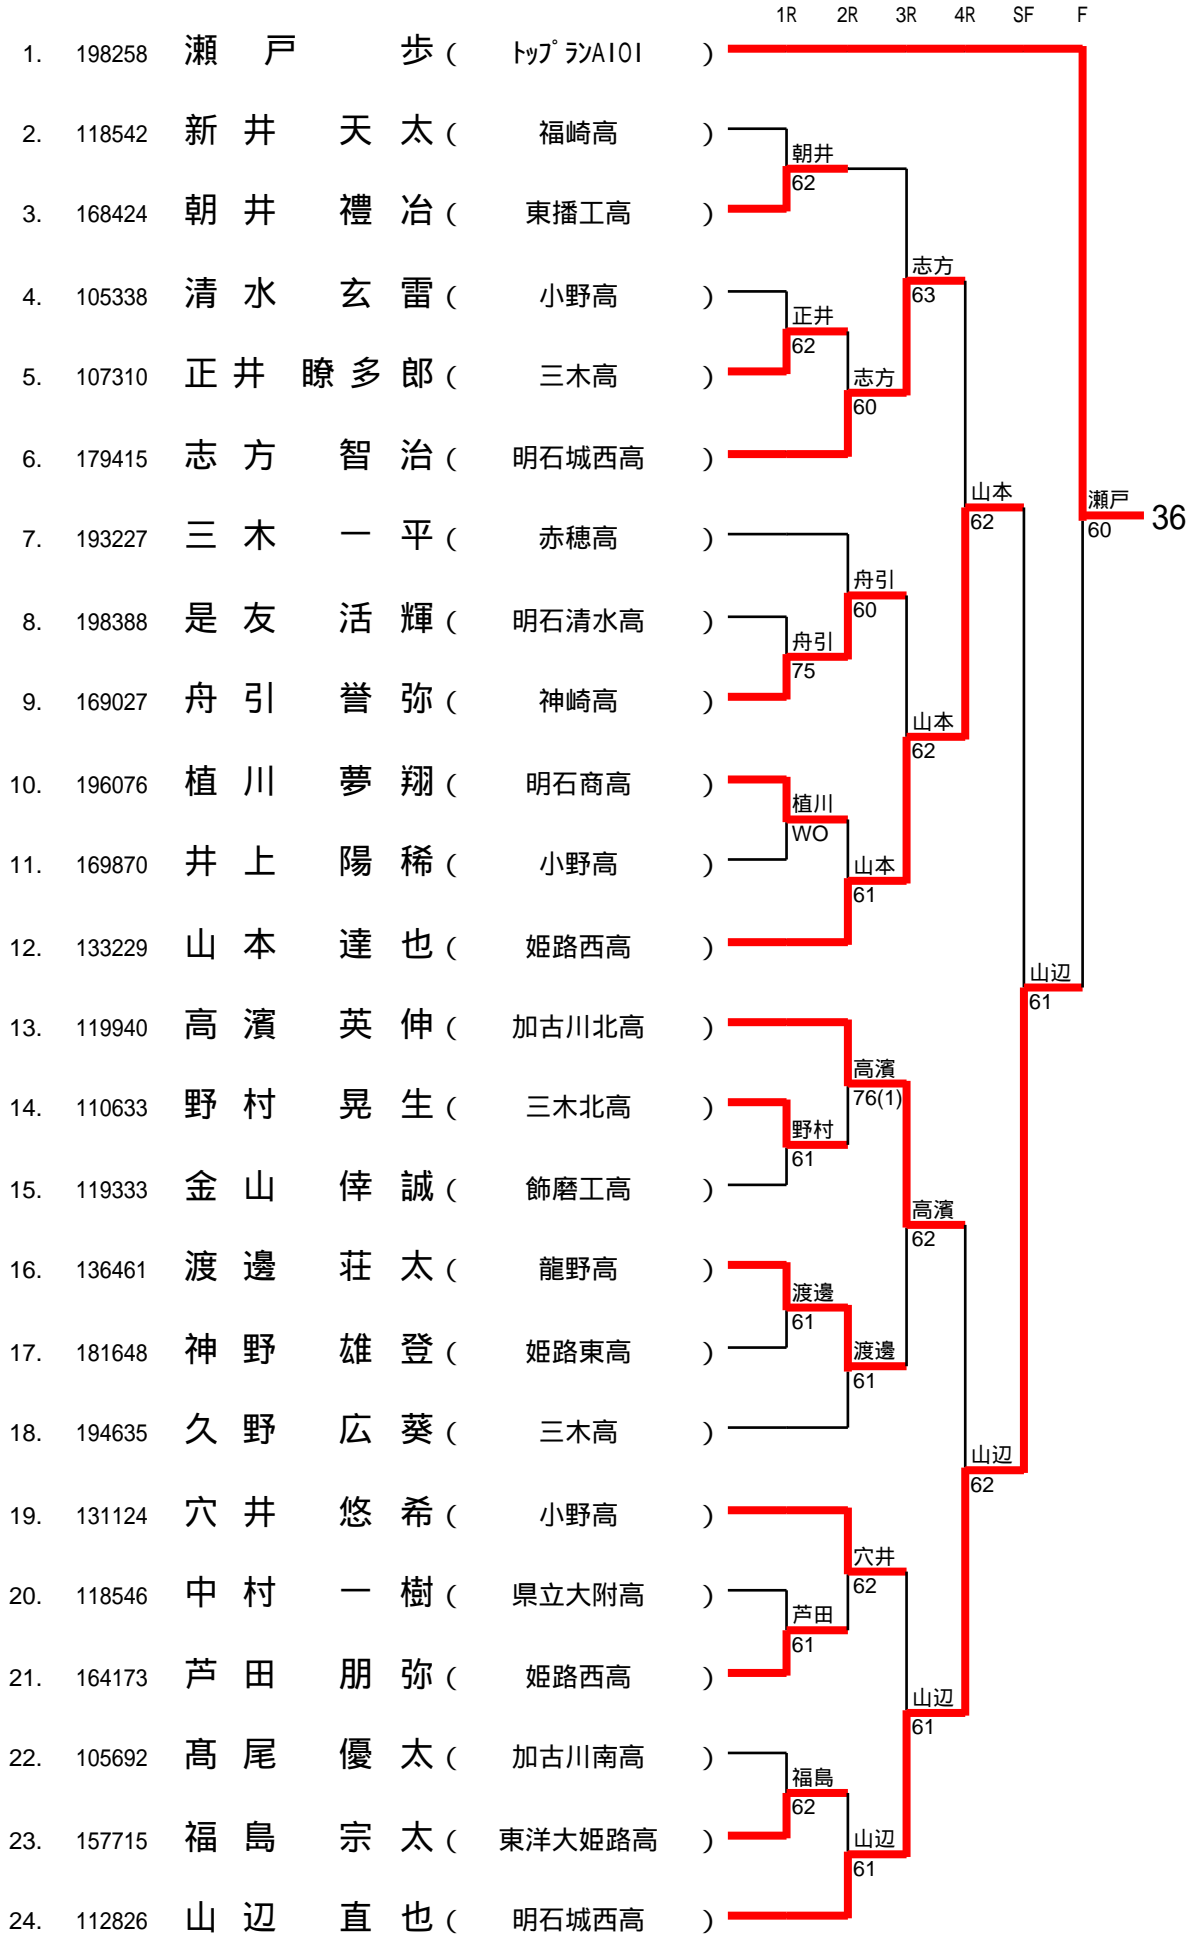 1R 2R 3R 4R SF F
1. 198258 瀬戸 歩 ( トップランAIOI )
2. 118542 新井 天太 ( 福崎高 )
朝井
62
3. 168424 朝井 禮冶 ( 東播工高 )
志方
63
4. 105338 清水 玄雷 ( 小野高 )
正井
62
5. 107310 正井 瞭多郎 ( 三木高 )
志方
60
6. 179415 志方 智治 ( 明石城西高 )
山本
62
瀬戸
60
36
7. 193227 三木 一平 ( 赤穂高 )
舟引
60
8. 198388 是友 活輝 ( 明石清水高 )
舟引
75
9. 169027 舟引 誉弥 ( 神崎高 )
山本
62
10. 196076 植川 夢翔 ( 明石商高 )
植川
WO
11. 169870 井上 陽稀 ( 小野高 )
山本
61
12. 133229 山本 達也 ( 姫路西高 )
山辺
61
13. 119940 高濱 英伸 ( 加古川北高 )
高濱
76(1)
14. 110633 野村 晃生 ( 三木北高 )
野村
61
15. 119333 金山 倖誠 ( 飾磨工高 )
高濱
62
16. 136461 渡邊 荘太 ( 龍野高 )
渡邊
61
17. 181648 神野 雄登 ( 姫路東高 )
渡邊
61
18. 194635 久野 広葵 ( 三木高 )
山辺
62
19. 131124 穴井 悠希 ( 小野高 )
穴井
62
20. 118546 中村 一樹 ( 県立大附高 )
芦田
61
21. 164173 芦田 朋弥 ( 姫路西高 )
山辺
61
22. 105692 髙尾 優太 ( 加古川南高 )
福島
62
23. 157715 福島 宗太 ( 東洋大姫路高 )
山辺
61
24. 112826 山辺 直也 ( 明石城西高 )